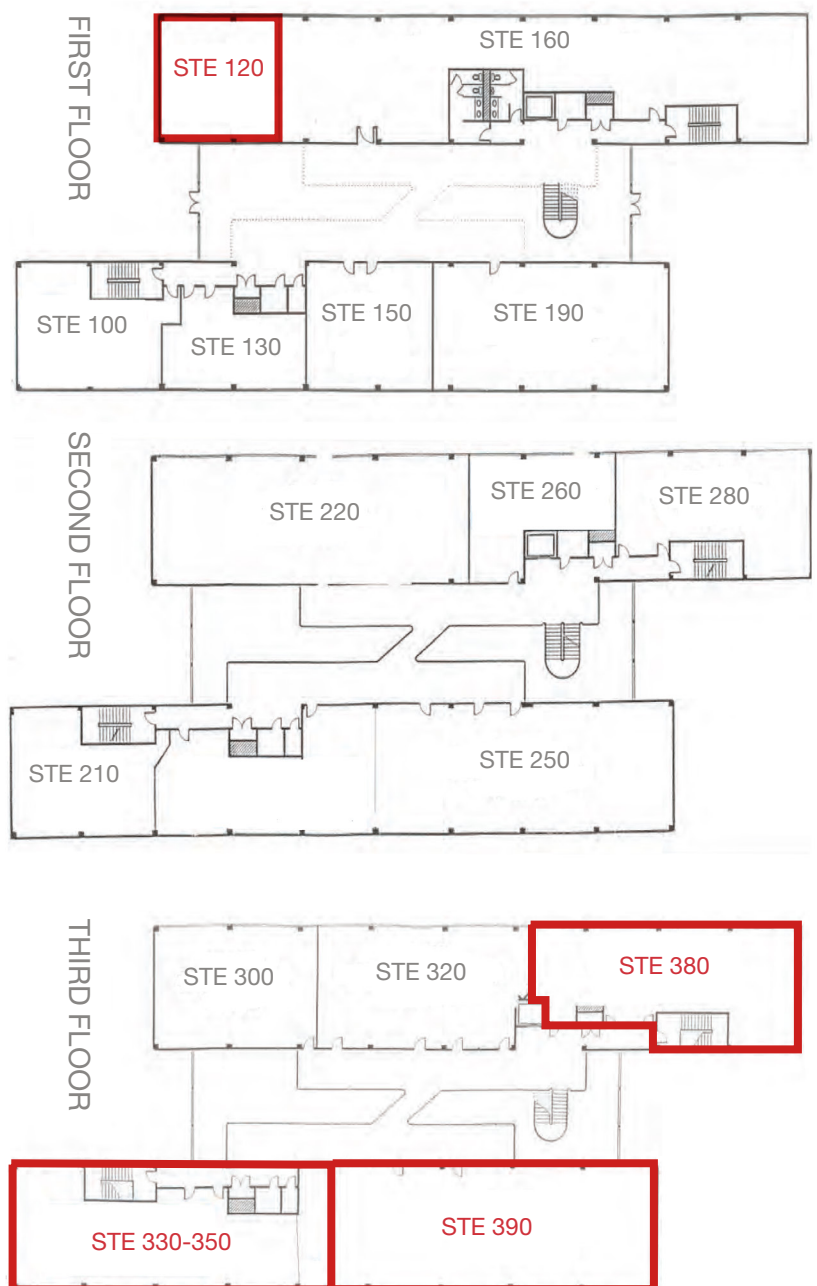 FIRST FLOOR
STE 120
STE 160
STE 100
STE 130
STE 150
STE 190
SECOND FLOOR
STE 220
STE 260
STE 280
STE 210
STE 250
THIRD FLOOR
STE 300
STE 320
STE 380
STE 330-350
STE 390